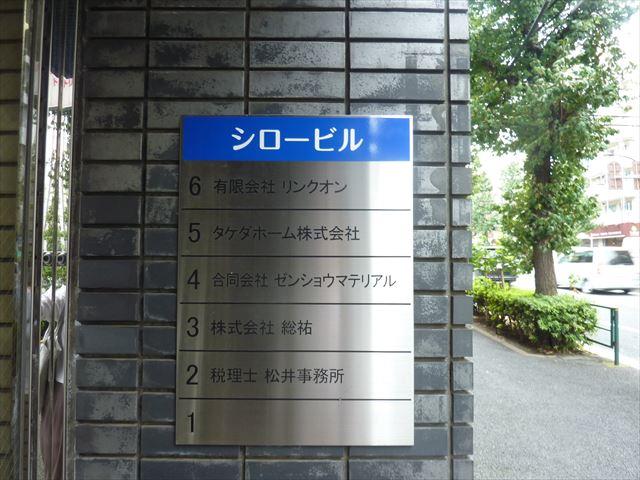 シロービル
6 有限会社 リンクオン
5 タケダホーム株式会社
4 合同会社 ゼンショウマテリアル
3 株式会社 総祐
2 税理士 松井事務所
1